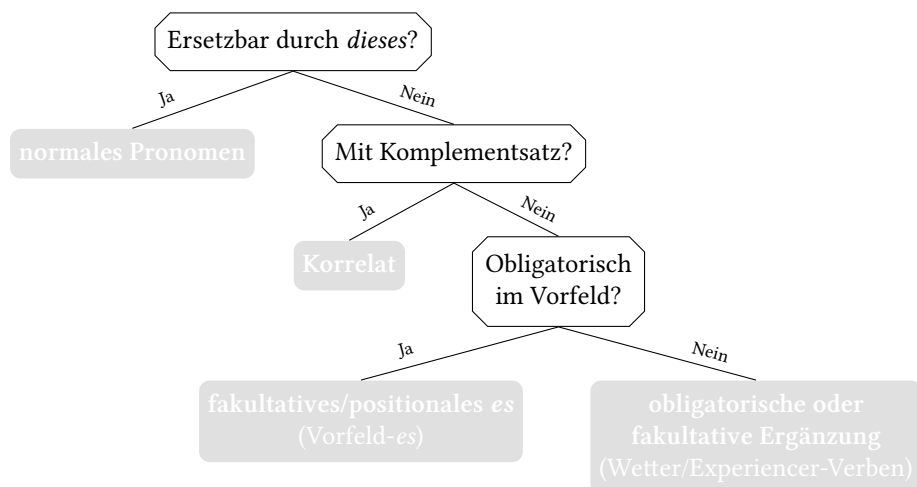 Ersetzbar durch dieses?
Ja
Nein
normales Pronomen
Mit Komplementsatz?
Ja
Nein
Korrelat
Obligatorisch
im Vorfeld?
Ja
Nein
fakultatives/positionales es
(Vorfeld-es)
obligatorische oder
fakultative Ergänzung
(Wetter/Experiencer-Verben)